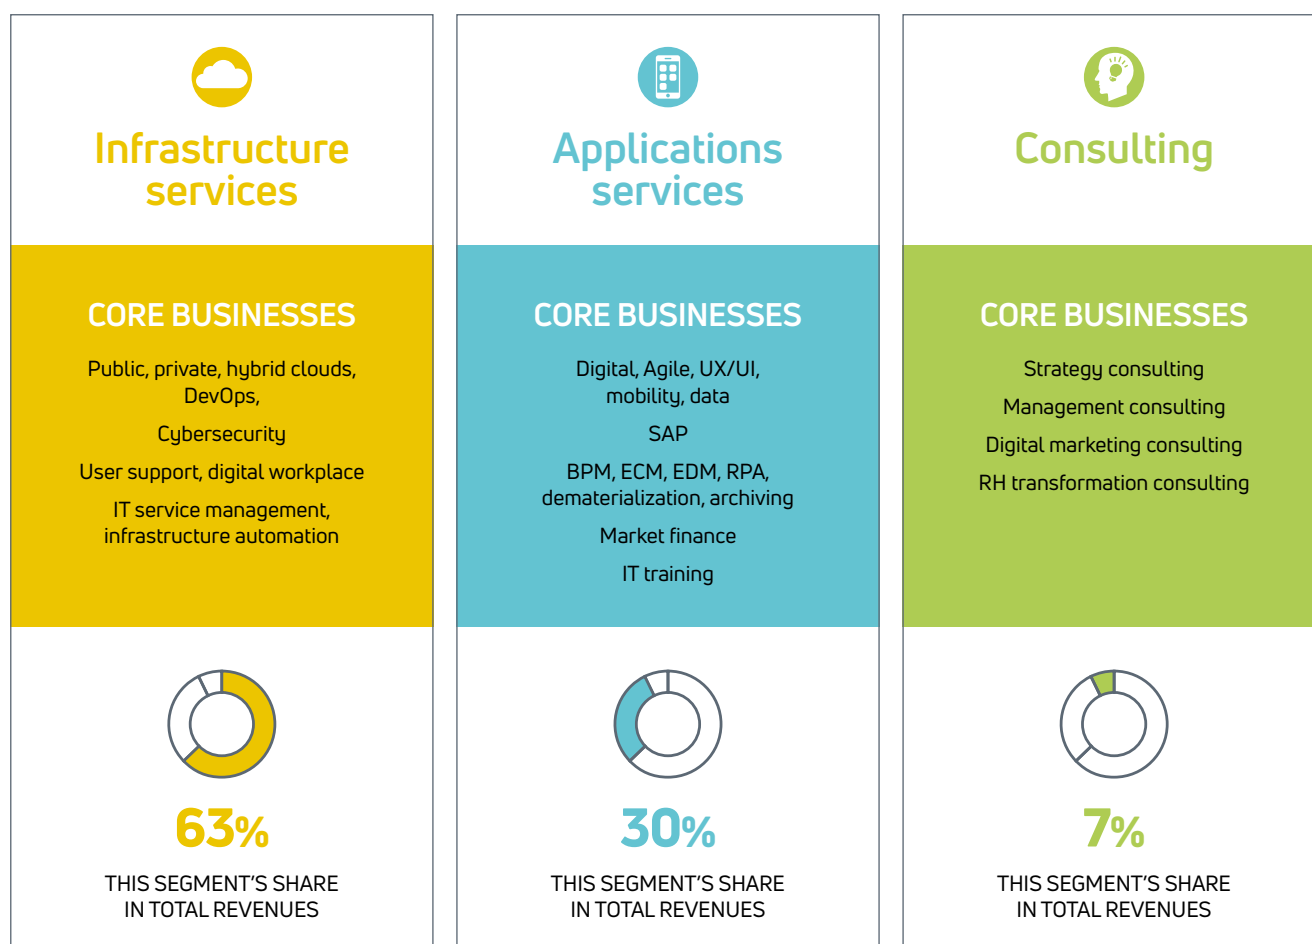 Infrastructure
services
CORE BUSINESSES
Public, private, hybrid clouds,
DevOps,
Cybersecurity
User support, digital workplace
IT service management,
infrastructure automation
63%
THIS SEGMENT'S SHARE
IN TOTAL REVENUES
Applications
services
CORE BUSINESSES
Digital, Agile, UX/UI,
mobility, data
SAP
BPM, ECM, EDM, RPA,
dematerialization, archiving
Market finance
IT training
30%
THIS SEGMENT'S SHARE
IN TOTAL REVENUES
Consulting
CORE BUSINESSES
Strategy consulting
Management consulting
Digital marketing consulting
RH transformation consulting
7%
THIS SEGMENT'S SHARE
IN TOTAL REVENUES